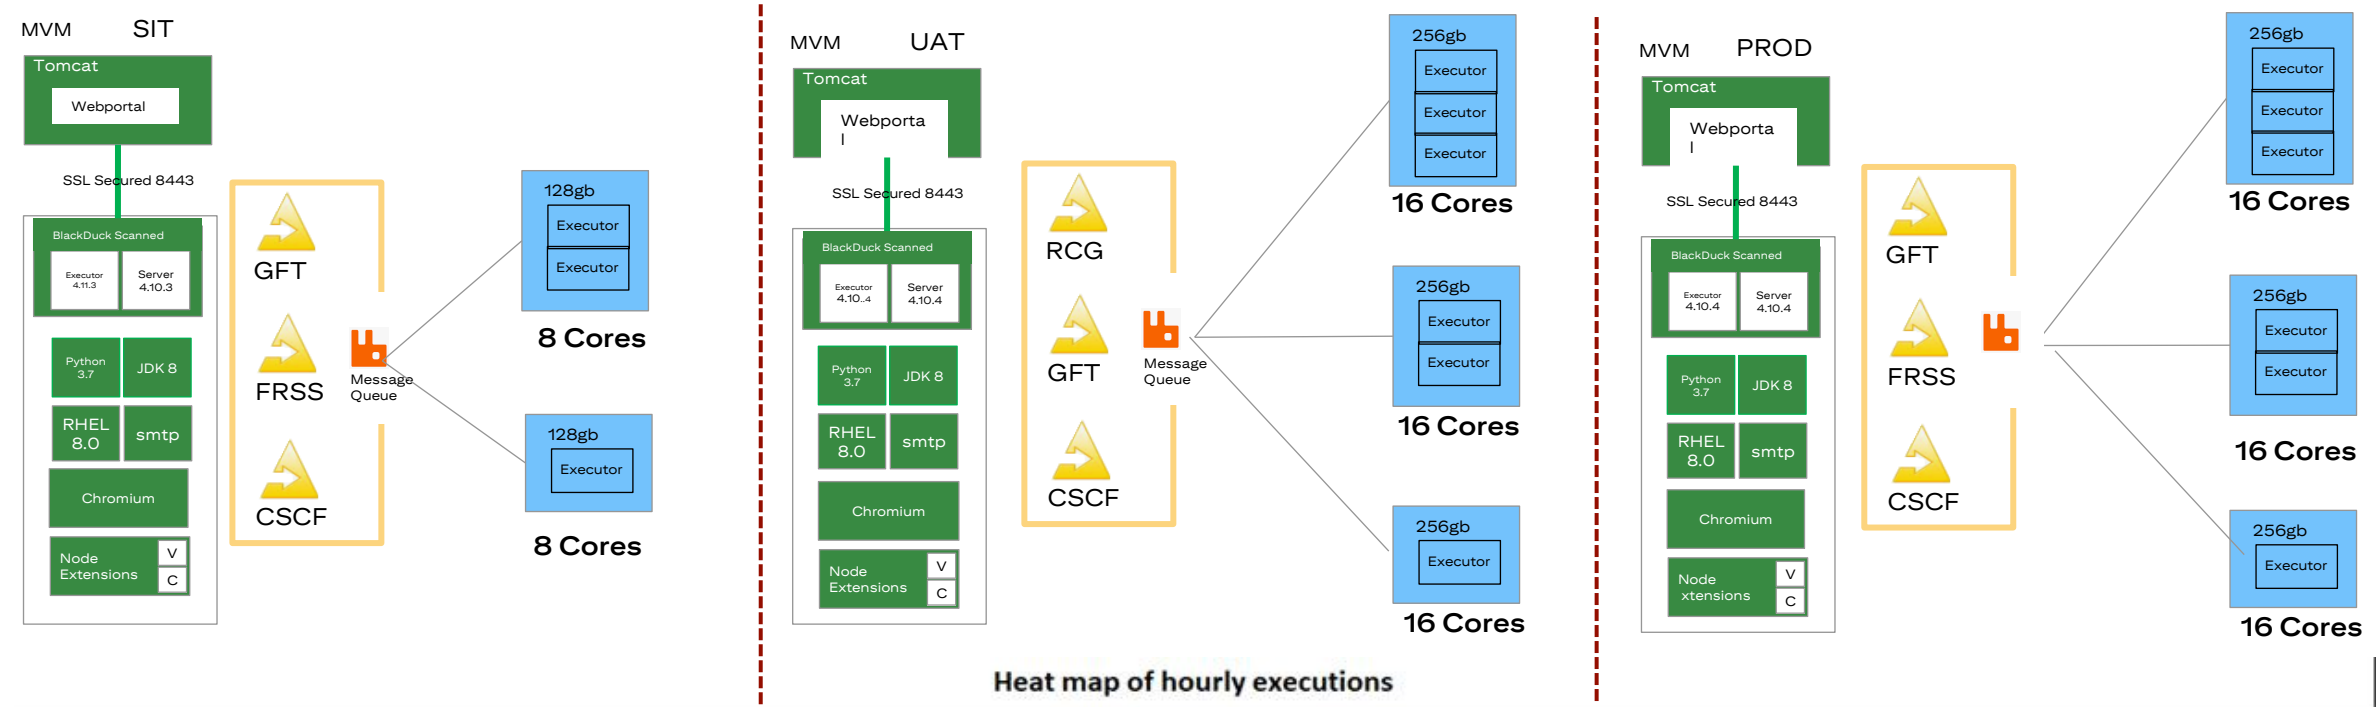 MVM SIT
Tomcat
Webportal
SSL Secured 8443
BlackDuck Scanned
Executor
4.11.3
Server
4.10.3
Python
3.7
JDK 8
RHEL
8.0
smtp
Chromium
Node
Extensions
V
C
GFT
FRSS
CSCF
Message
Queue
128gb
Executor
Executor
8 Cores
128gb
Executor
8 Cores
MVM UAT
Tomcat
Webporta
l
SSL Secured 8443
BlackDuck Scanned
Executor
4.10..4
Server
4.10.4
Python
3.7
JDK 8
RHEL
8.0
smtp
Chromium
Node
Extensions
V
C
RCG
GFT
CSCF
Message
Queue
256gb
Executor
Executor
Executor
16 Cores
256gb
Executor
Executor
16 Cores
256gb
Executor
16 Cores
MVM PROD
Tomcat
Webporta
l
SSL Secured 8443
BlackDuck Scanned
Executor
4.10.4
Server
4.10.4
Python
3.7
JDK 8
RHEL
8.0
smtp
Chromium
Node
xtensions
V
C
GFT
FRSS
CSCF
256gb
Executor
Executor
Executor
16 Cores
256gb
Executor
Executor
16 Cores
256gb
Executor
16 Cores
Heat map of hourly executions